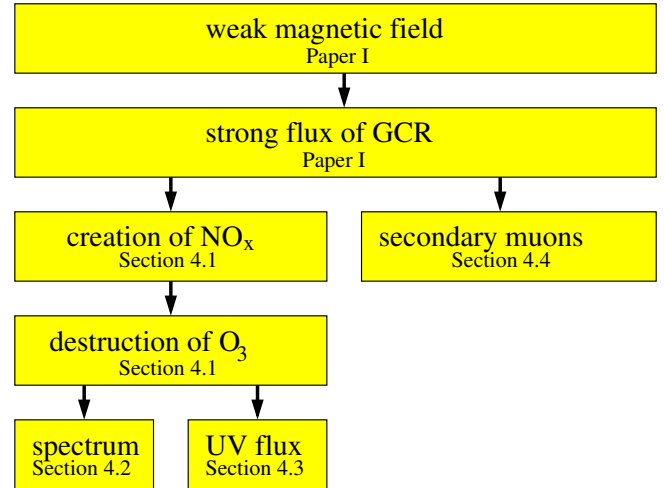 weak magnetic field
Paper I
strong flux of GCR
Paper I
creation of NOx
Section 4.1
secondary muons
Section 4.4
destruction of O3
Section 4.1
spectrum
Section 4.2
UV flux
Section 4.3